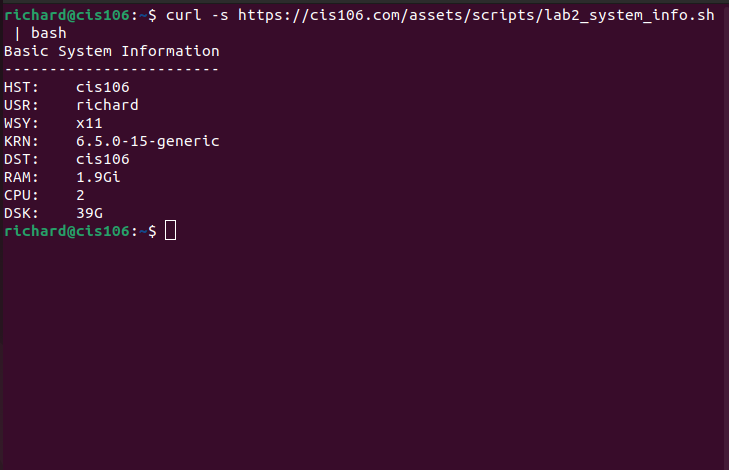 richard@cis106:~$ curl -s https://cis106.com/assets/scripts/lab2_system_info.sh
 | bash
Basic System Information
------------------------
HST:    cis106
USR:    richard
WSY:    x11
KRN:    6.5.0-15-generic
DST:    cis106
RAM:    1.9Gi
CPU:    2
DSK:    39G
richard@cis106:~$